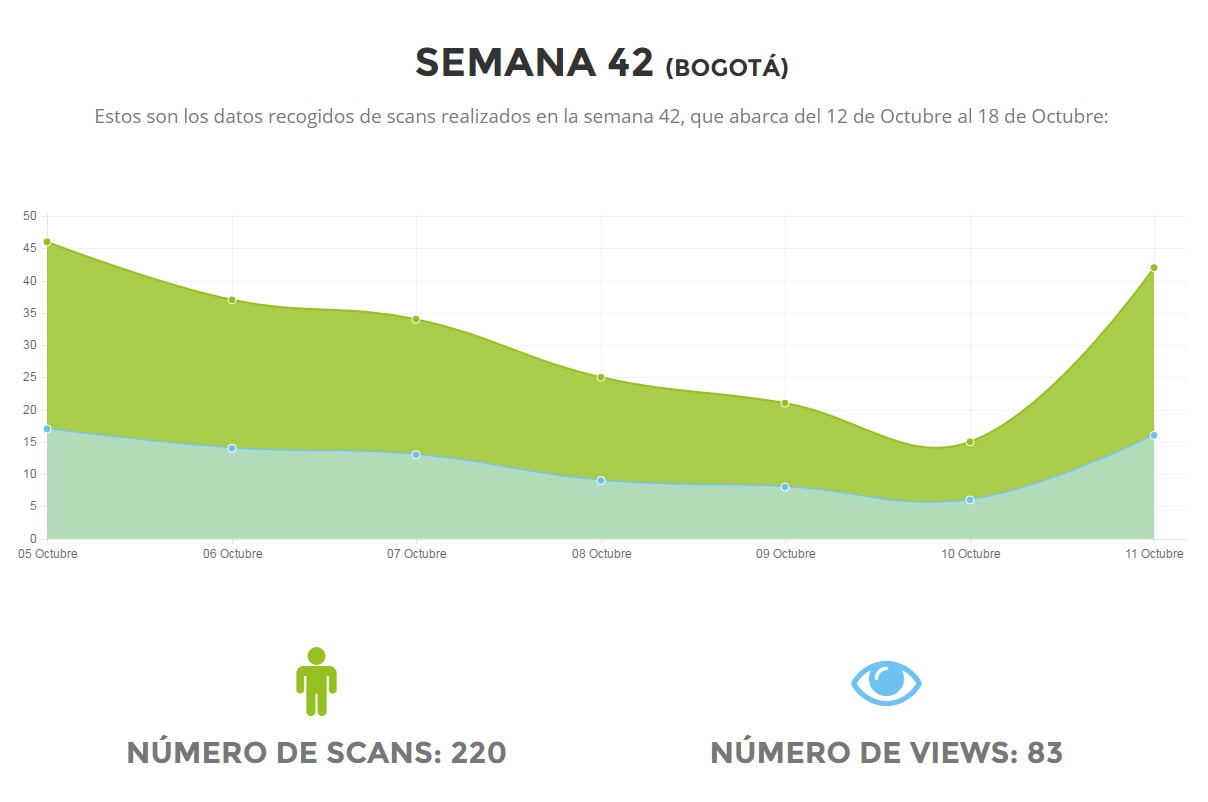 SEMANA 42 (BOGOTÁ)
Estos son los datos recogidos de scans realizados en la semana 42, que abarca del 12 de Octubre al 18 de Octubre:
50
45
40
35
30
25
20
15
10
5
0
05 Octubre 06 Octubre 07 Octubre 08 Octubre 09 Octubre 10 Octubre 11 Octubre
NÚMERO DE SCANS: 220 NÚMERO DE VIEWS: 83